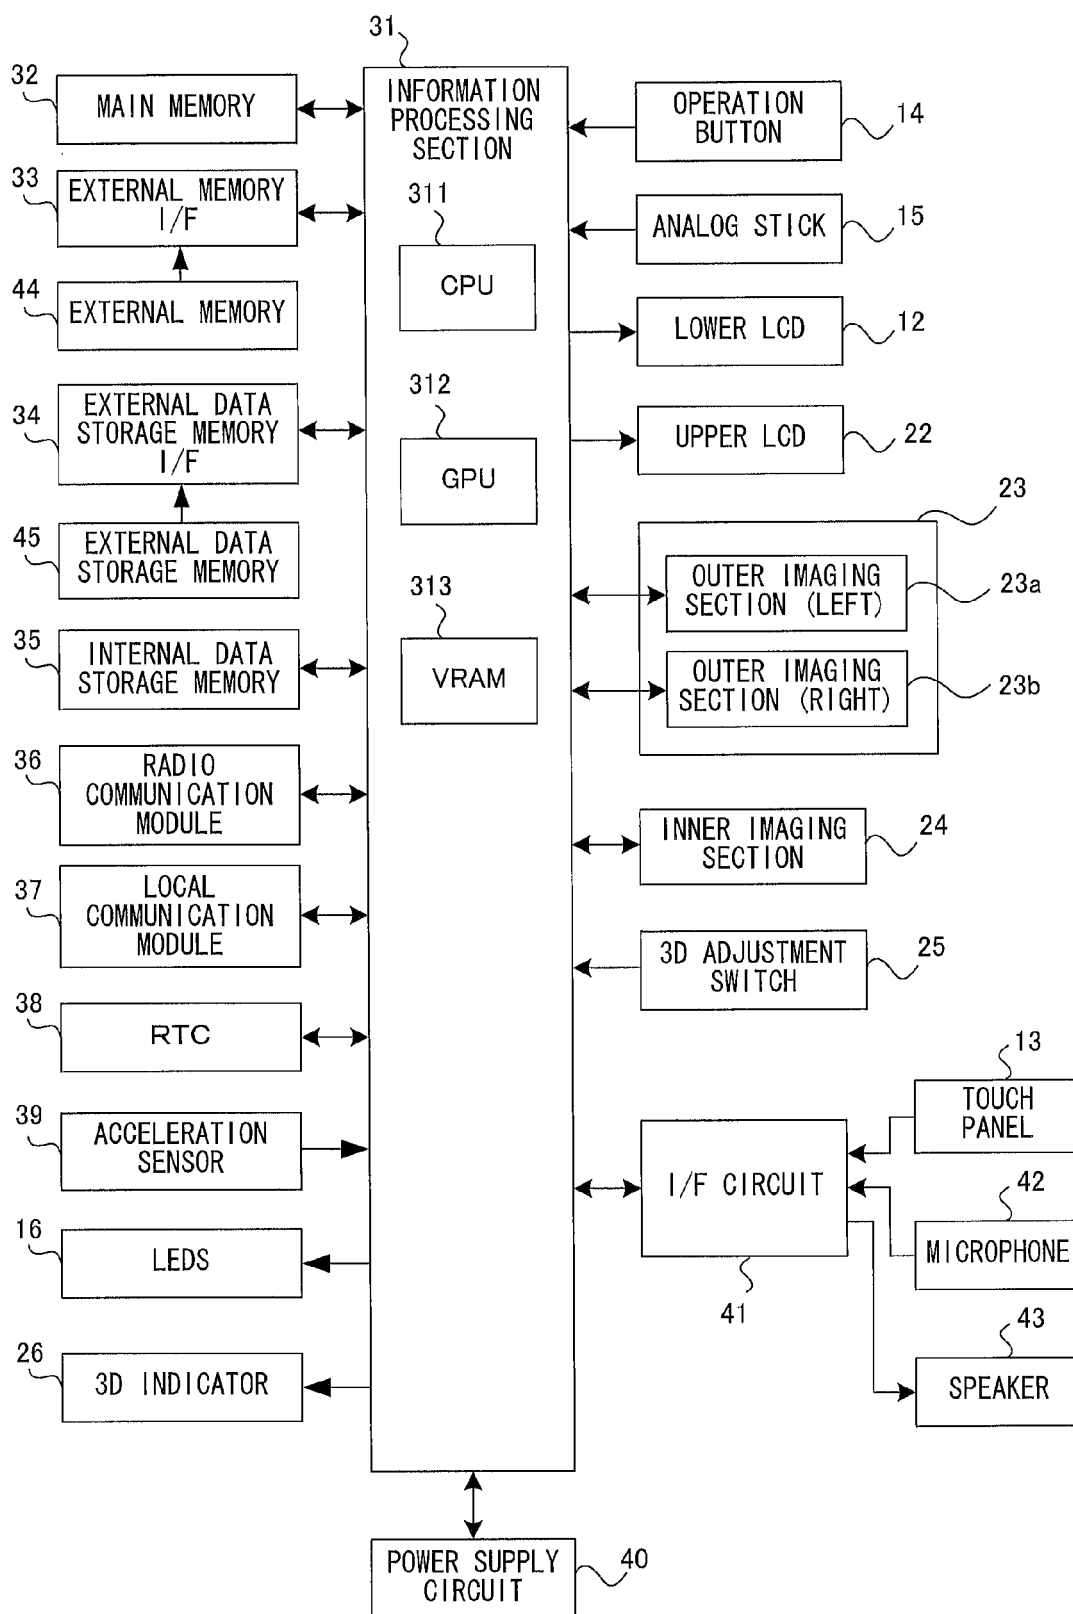 31
INFORMATION
PROCESSING
SECTION
32
MAIN MEMORY
33
EXTERNAL MEMORY
I/F
44
EXTERNAL MEMORY
34
EXTERNAL DATA
STORAGE MEMORY
I/F
45
EXTERNAL DATA
STORAGE MEMORY
35
INTERNAL DATA
STORAGE MEMORY
36
RADIO
COMMUNICATION
MODULE
37
LOCAL
COMMUNICATION
MODULE
38
RTC
39
ACCELERATION
SENSOR
16
LEDS
26
3D INDICATOR
311
CPU
312
GPU
313
VRAM
OPERATION
BUTTON
14
ANALOG STICK
15
LOWER LCD
12
UPPER LCD
22
23
OUTER IMAGING
SECTION (LEFT)
23a
OUTER IMAGING
SECTION (RIGHT)
23b
INNER IMAGING
SECTION
24
3D ADJUSTMENT
SWITCH
25
13
TOUCH
PANEL
I/F CIRCUIT
41
42
MICROPHONE
43
SPEAKER
POWER SUPPLY
CIRCUIT
40